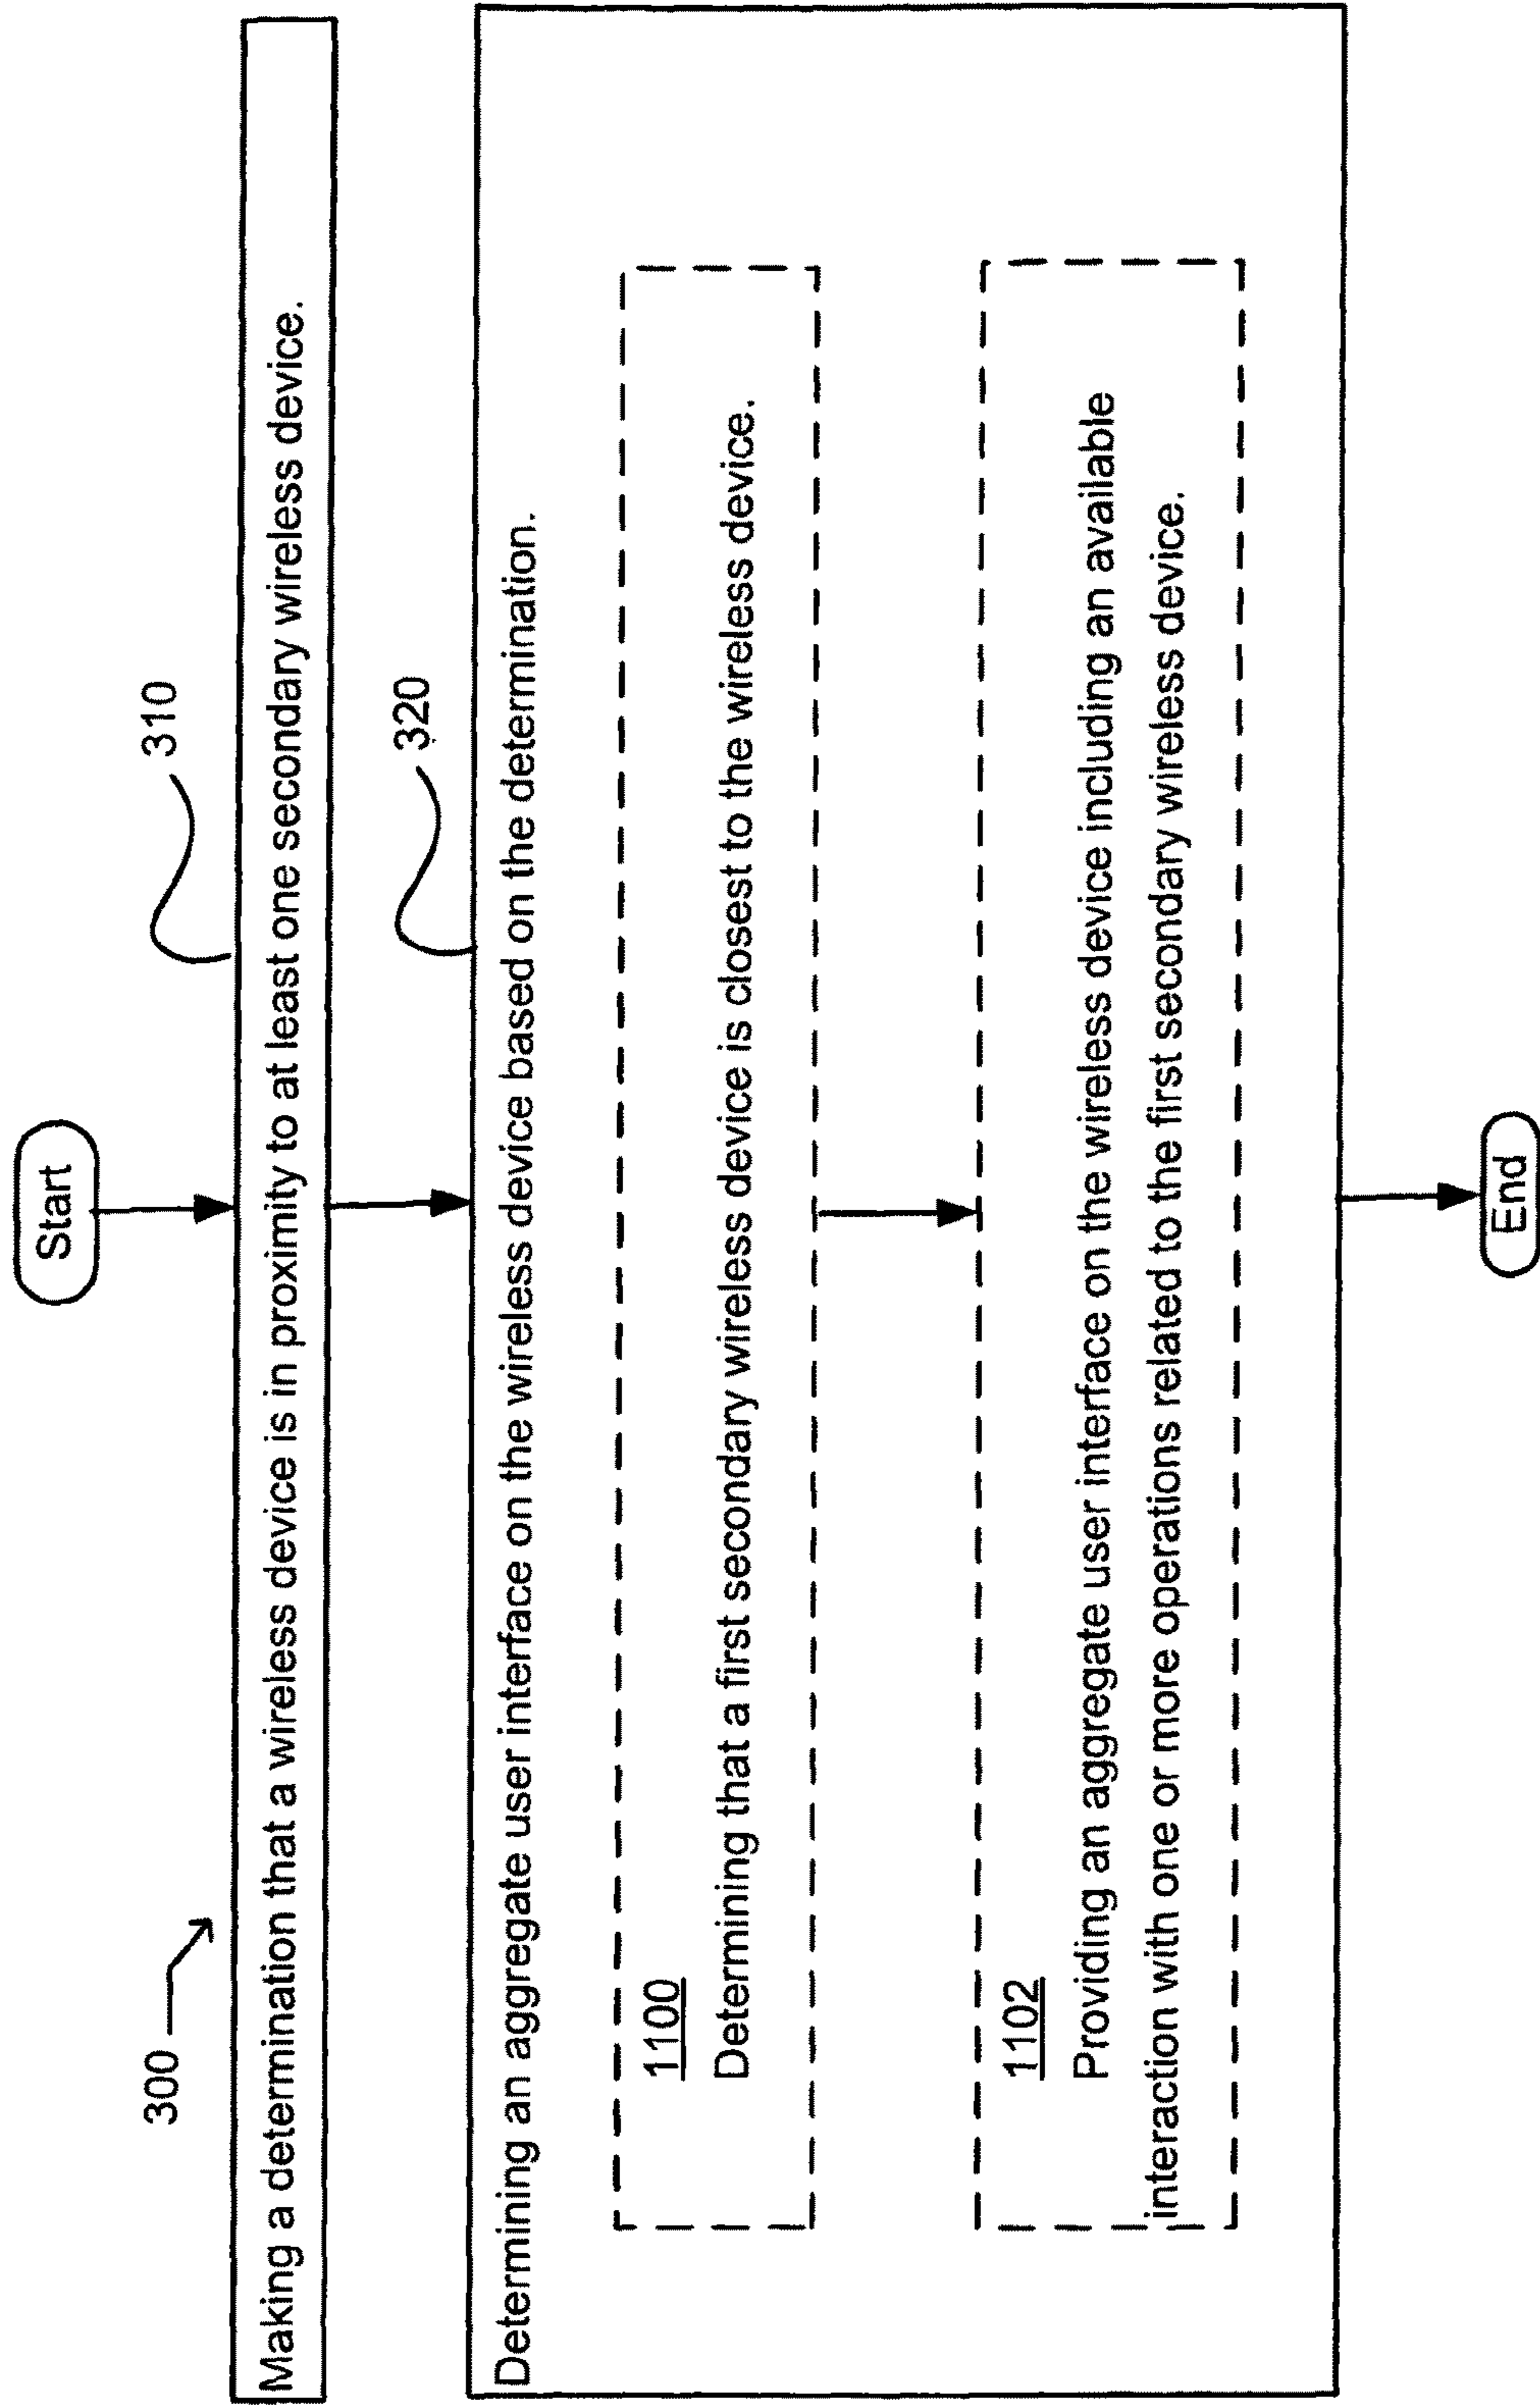 Start
300
310
Making a determination that a wireless device is in proximity to at least one secondary wireless device.
320
Determining an aggregate user interface on the wireless device based on the determination.
1100
Determining that a first secondary wireless device is closest to the wireless device.
1102
Providing an aggregate user interface on the wireless device including an available
interaction with one or more operations related to the first secondary wireless device.
End